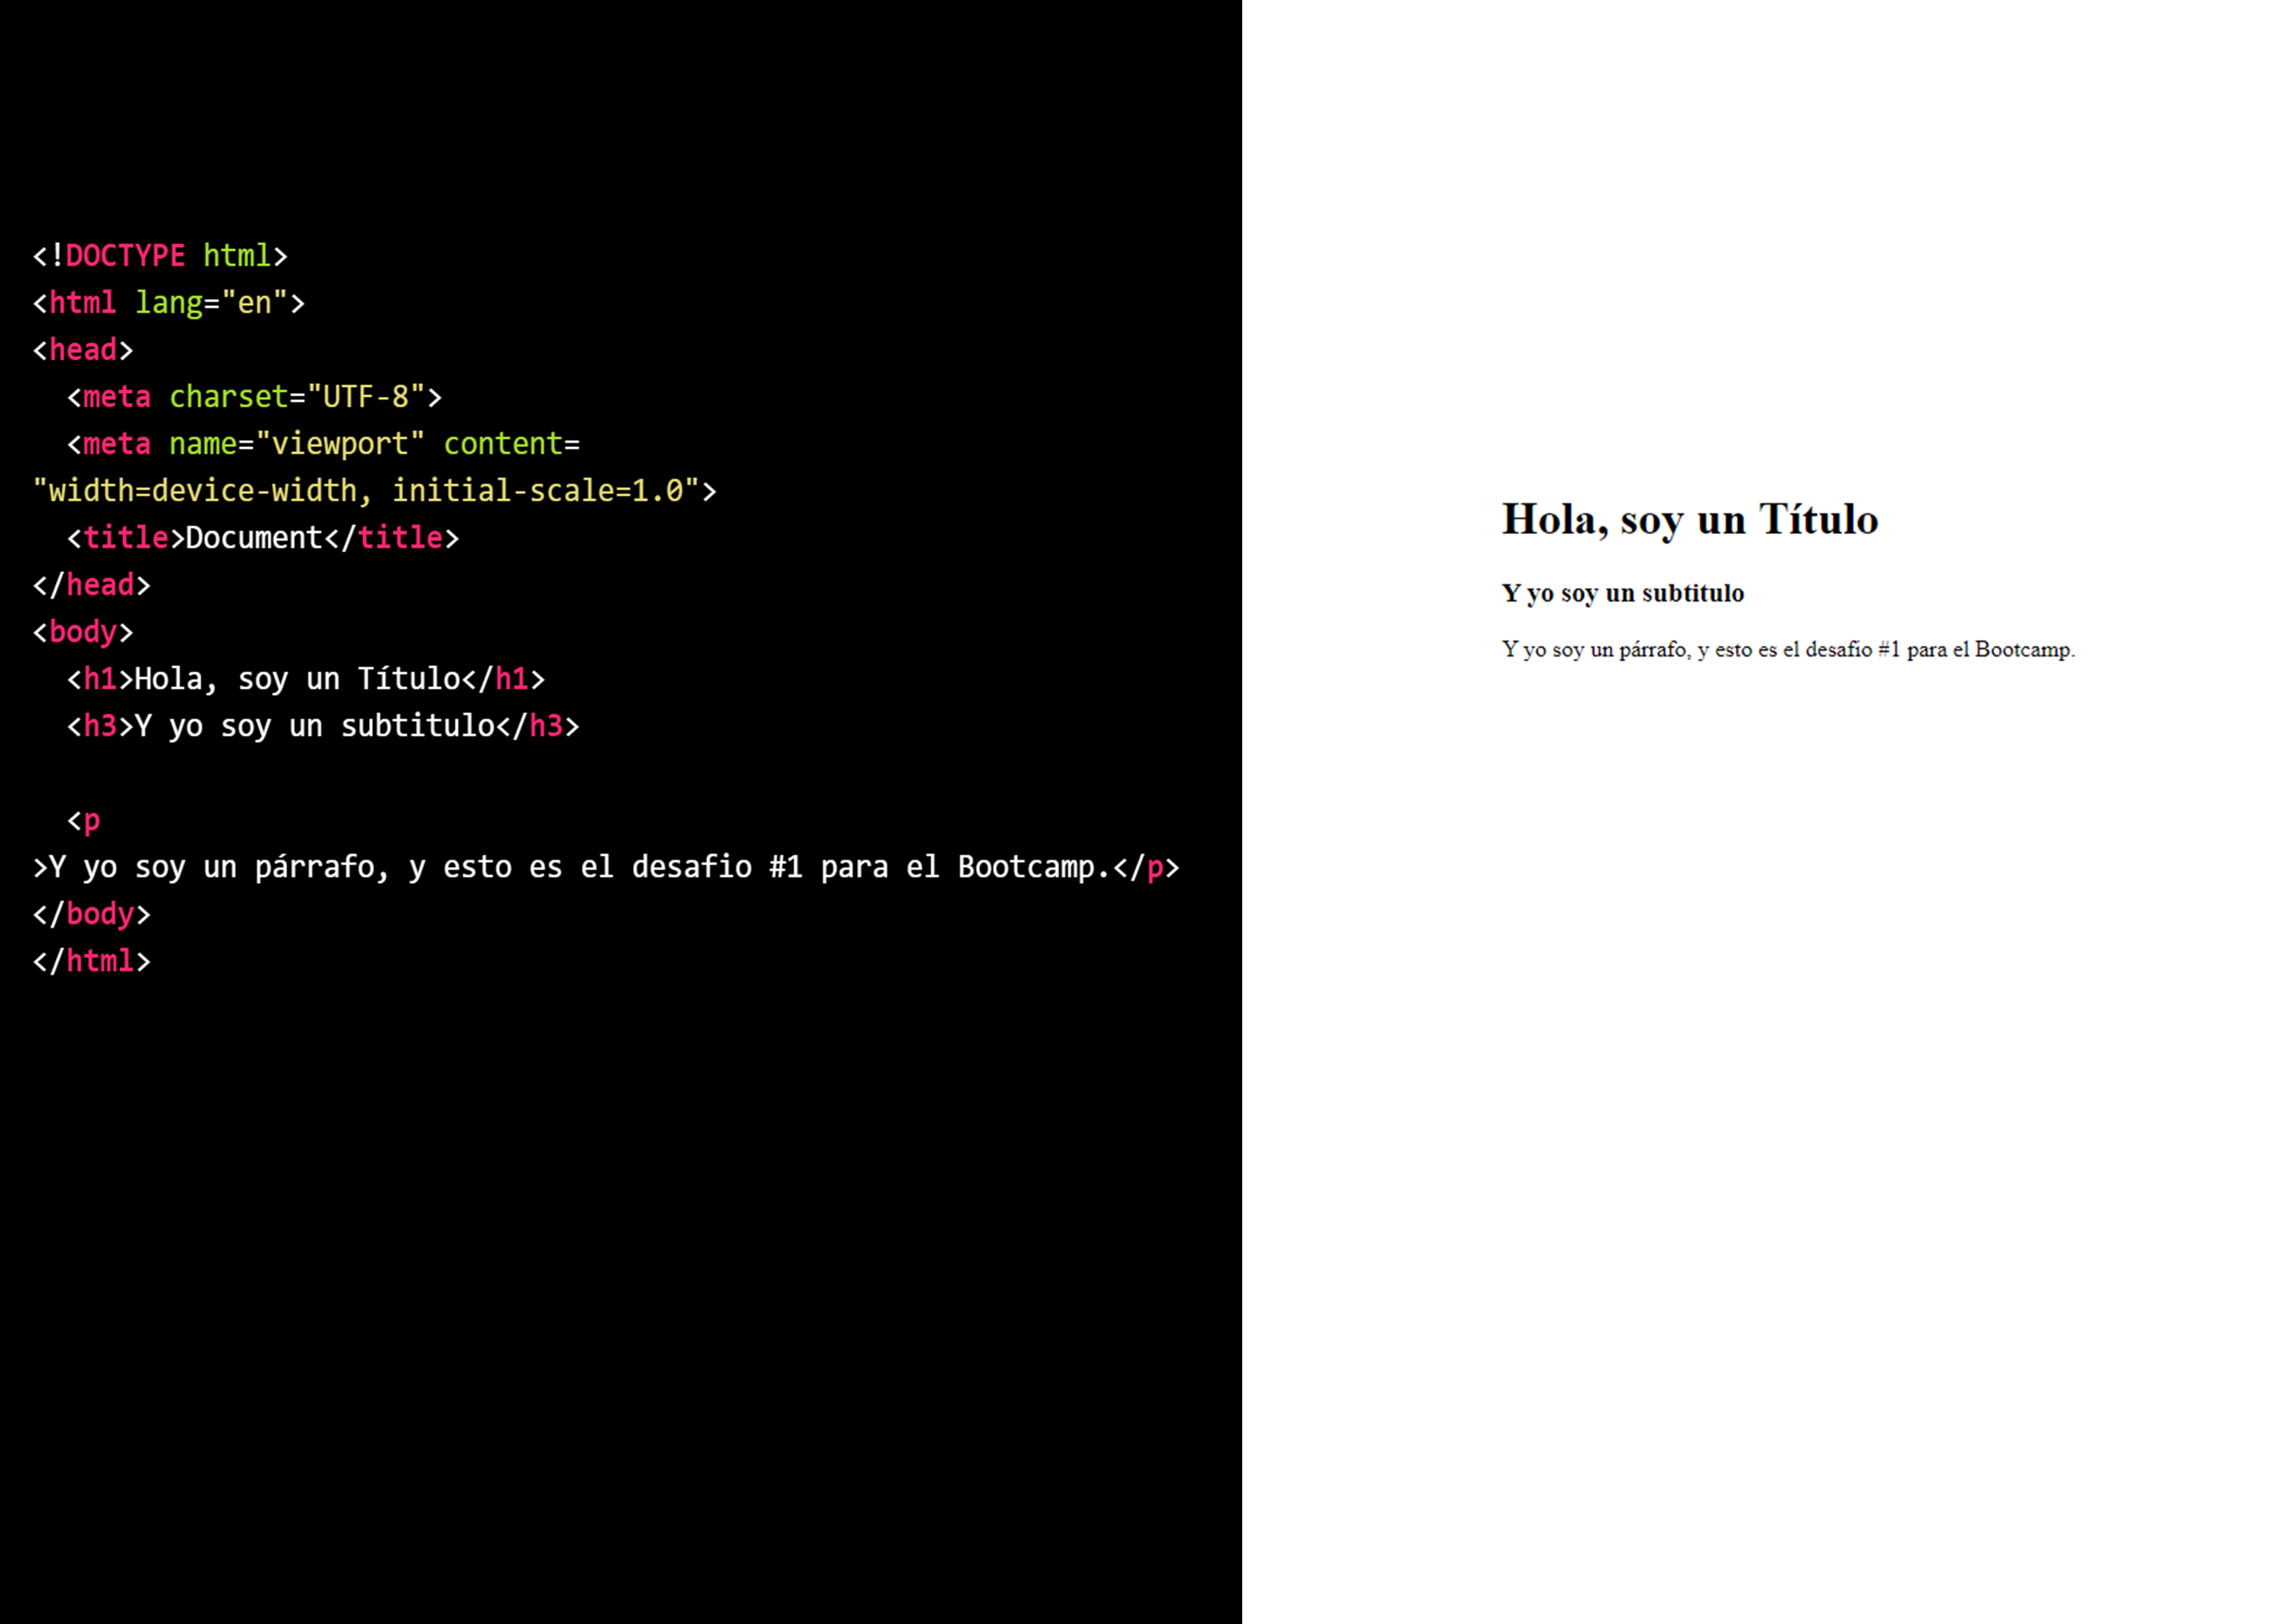 <!DOCTYPE html>
<html lang="en">
<head>
  <meta charset="UTF-8">
  <meta name="viewport" content=
"width=device-width, initial-scale=1.0">
  <title>Document</title>
</head>
<body>
  <h1>Hola, soy un Título</h1>
  <h3>Y yo soy un subtitulo</h3>

  <p
>Y yo soy un párrafo, y esto es el desafio #1 para el Bootcamp.</p>
</body>
</html>
Hola, soy un Título
Y yo soy un subtitulo
Y yo soy un párrafo, y esto es el desafio #1 para el Bootcamp.